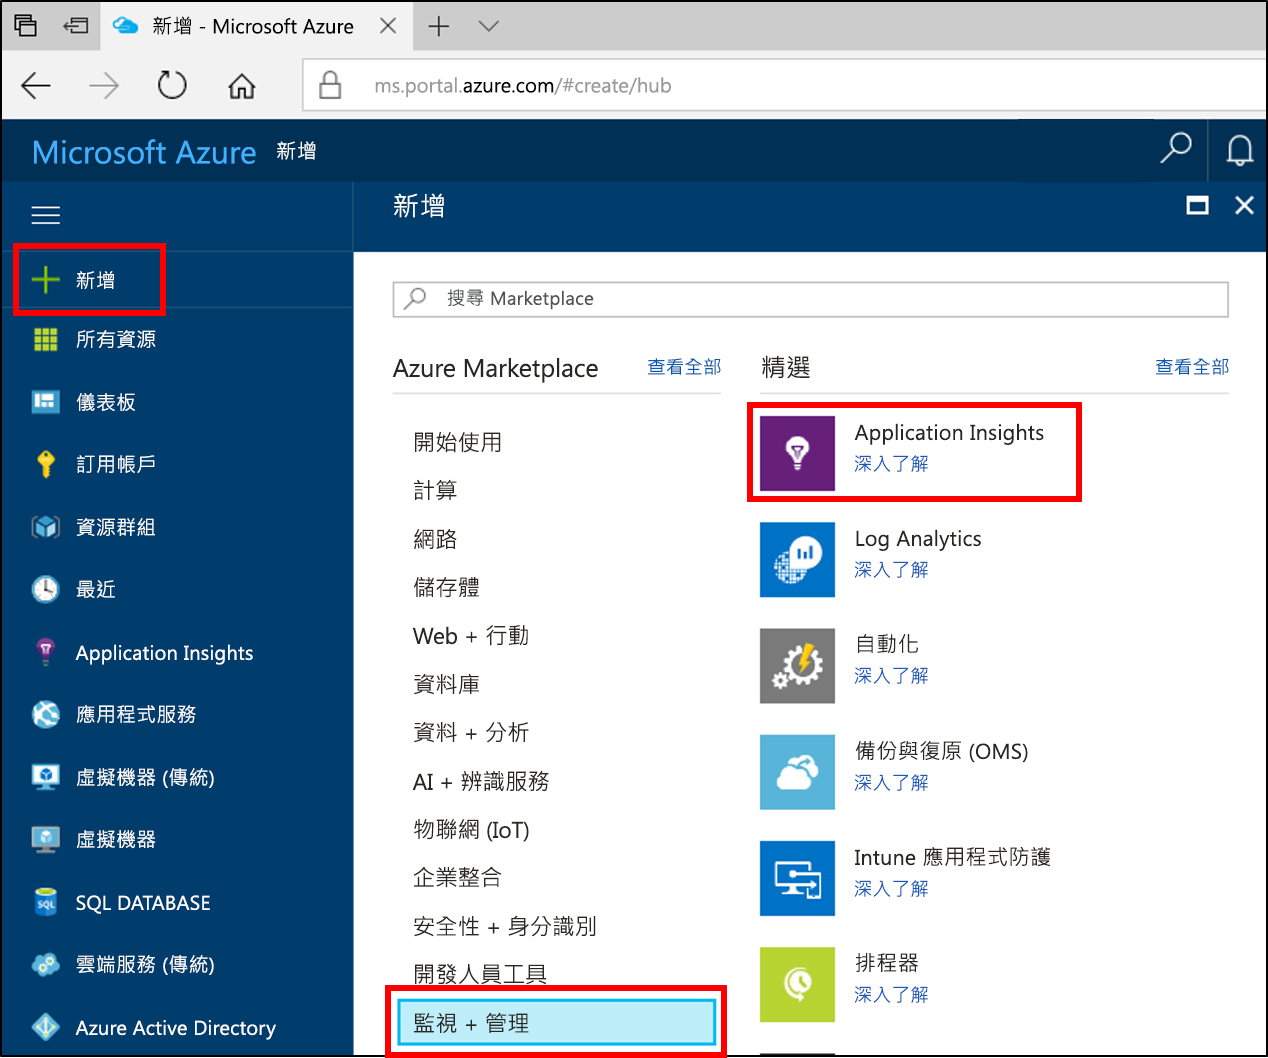 新增 - Microsoft Azure
ms.portal.azure.com/#create/hub
Microsoft Azure 新增
新增
所有資源
儀表板
訂用帳戶
資源群組
最近
Application Insights
應用程式服務
虛擬機器 (傳統)
虛擬機器
SQL DATABASE
雲端服務 (傳統)
Azure Active Directory
新增
搜尋 Marketplace
Azure Marketplace 查看全部
開始使用
計算
網路
儲存體
Web + 行動
資料庫
資料 + 分析
AI + 辨識服務
物聯網 (IoT)
企業整合
安全性 + 身分識別
開發人員工具
監視 + 管理
精選 查看全部
Application Insights
深入了解
Log Analytics
深入了解
自動化
深入了解
備份與復原 (OMS)
深入了解
Intune 應用程式防護
深入了解
排程器
深入了解